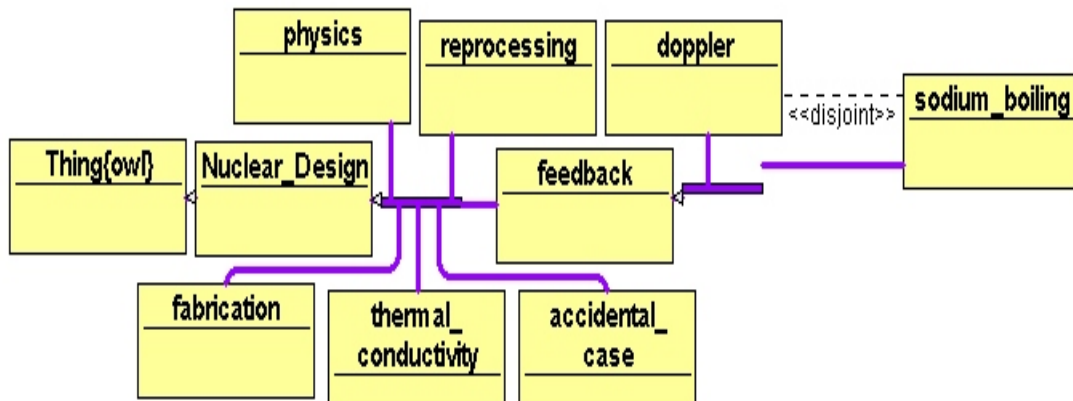 physics
reprocessing
doppler
sodium_boiling
<<disjoint>>
Thing{owl}
Nuclear_Design
feedback
fabrication
thermal_
conductivity
accidental_
case